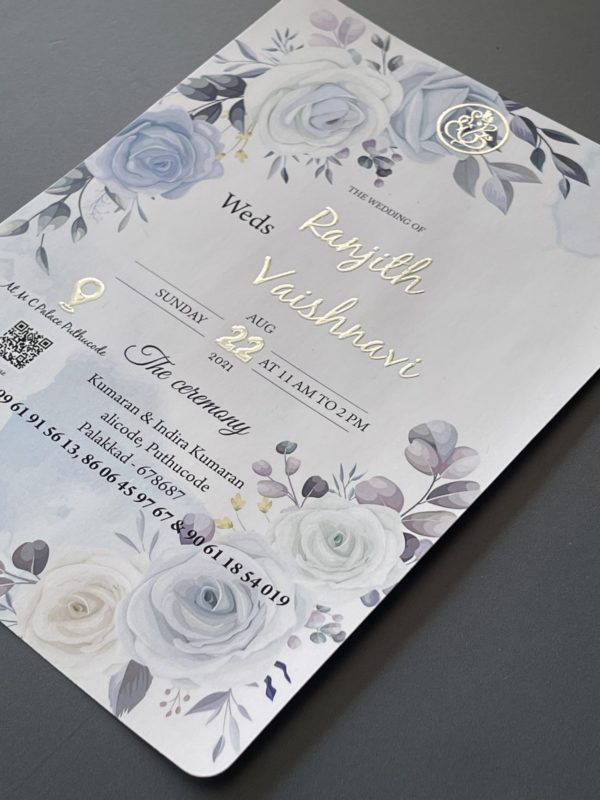 THE WEDDING OF
Ranjith
Weds
Vaishnavi
SUNDAY
AUG
22
2021
AT 11 AM TO 2 PM
At M C Palace Puthucode
The ceremony
Kumaran & Indira Kumaran
alicode, Puthucode
Palakkad - 678687
99 61 91 56 13, 86 06 45 97 67 & 90 61 18 54 019